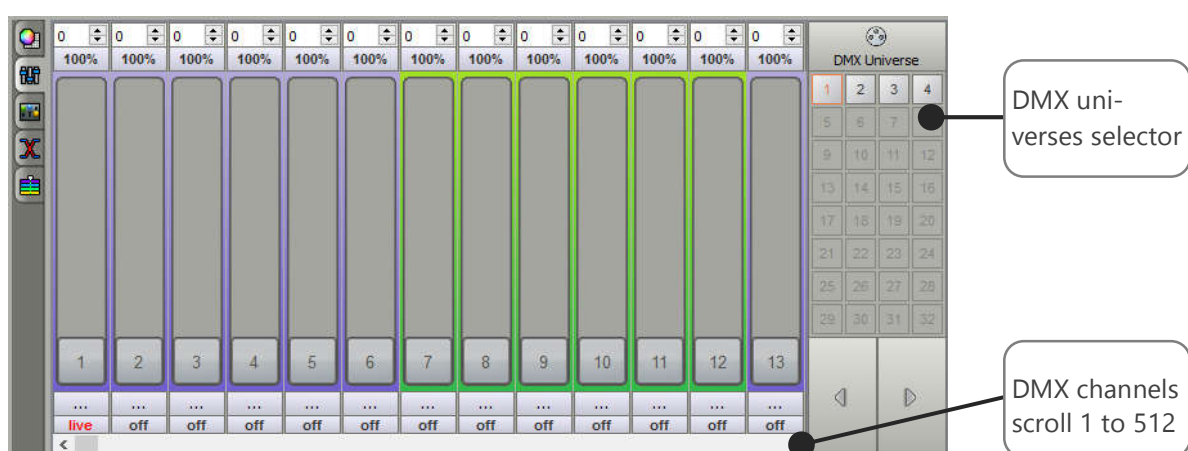 0 0 0 0 0 0 0 0 0 0 0 0 0
100% 100% 100% 100% 100% 100% 100% 100% 100% 100% 100% 100% 100%
DMX Universe
1 2 3 4
5 6 7
9 10 11 12
13 14 15 16
17 18 19 20
21 22 23 24
25 26 27 28
29 30 31 32
1 2 3 4 5 6 7 8 9 10 11 12 13
... ... ... ... ... ... ... ... ... ... ... ... ...
live off off off off off off off off off off off off
DMX uni-
verses selector
DMX channels
scroll 1 to 512